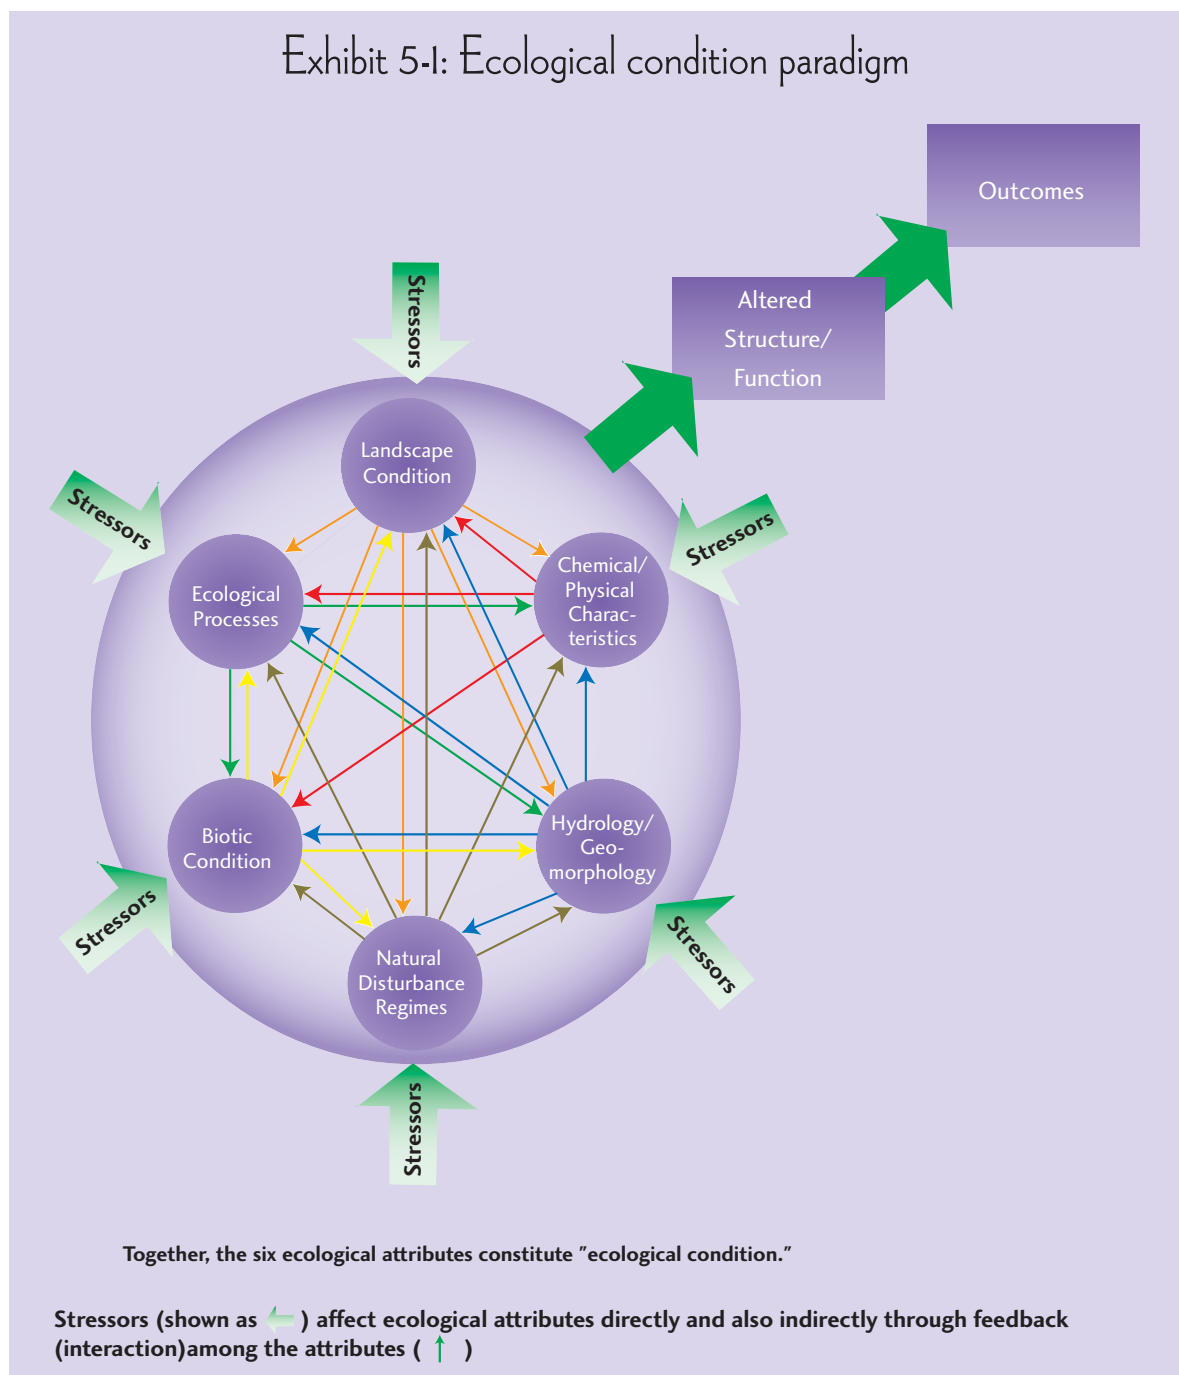 Exhibit 5-1: Ecological condition paradigm
Outcomes
Altered
Structure/
Function
Stressors
Landscape
Condition
Stressors
Stressors
Ecological
Processes
Chemical/
Physical
Charac-
teristics
Biotic
Condition
Hydrology/
Geo-
morphology
Stressors
Stressors
Natural
Disturbance
Regimes
Stressors
Together, the six ecological attributes constitute "ecological condition."
Stressors (shown as ) affect ecological attributes directly and also indirectly through feedback
(interaction)among the attributes ( )